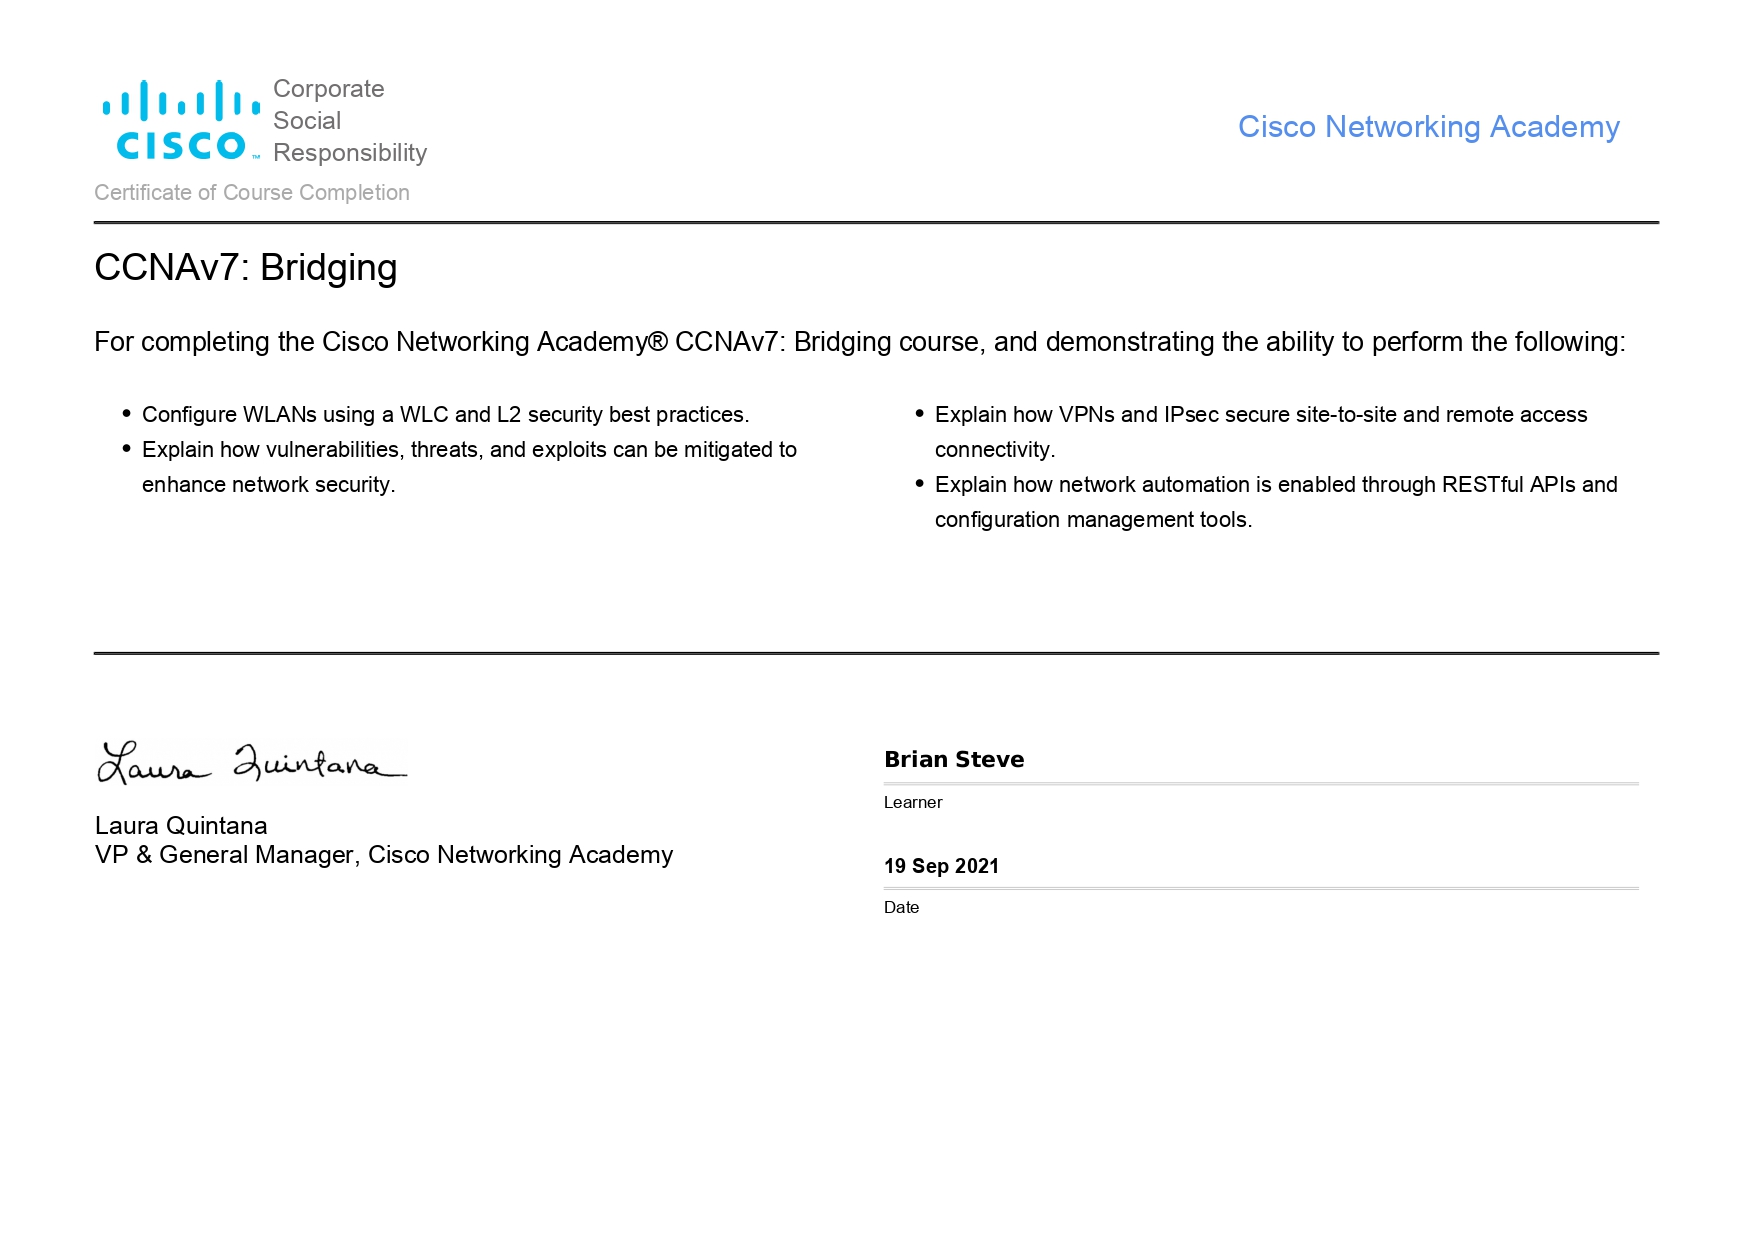 Corporate
Social
Responsibility
CISCO™
Cisco Networking Academy
Certificate of Course Completion
CCNAv7: Bridging
For completing the Cisco Networking Academy® CCNAv7: Bridging course, and demonstrating the ability to perform the following:
• Configure WLANs using a WLC and L2 security best practices.
• Explain how vulnerabilities, threats, and exploits can be mitigated to
enhance network security.
• Explain how VPNs and IPsec secure site-to-site and remote access
connectivity.
• Explain how network automation is enabled through RESTful APIs and
configuration management tools.
Laura Quintana
Laura Quintana
VP & General Manager, Cisco Networking Academy
Brian Steve
Learner
19 Sep 2021
Date